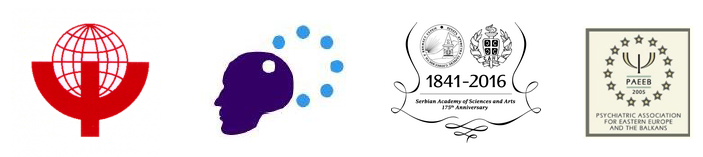 1841-2016
Serbian Academy of Sciences and Arts
175th Anniversary
PAEEB
2005
PSYCHIATRIC ASSOCIATION
FOR EASTERN EUROPE
AND THE BALKANS